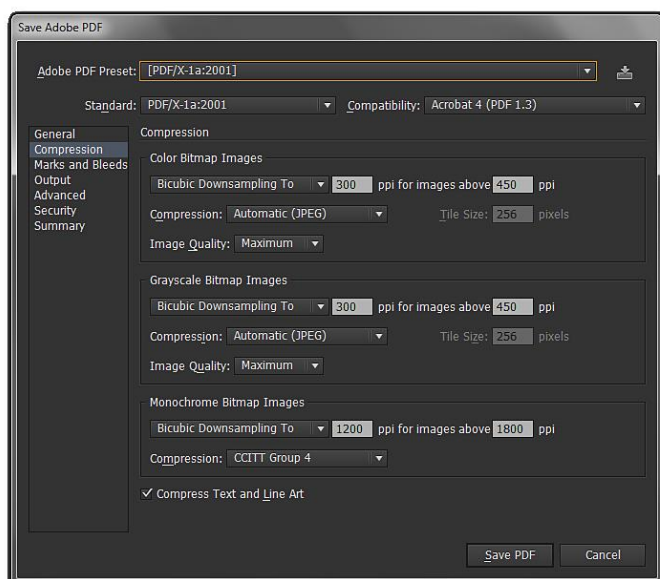 Save Adobe PDF
Adobe PDF Preset: [PDF/X-1a:2001]
Standard: PDF/X-1a:2001 Compatibility: Acrobat 4 (PDF 1.3)
General
Compression
Marks and Bleeds
Output
Advanced
Security
Summary
Compression
Color Bitmap Images
Bicubic Downsampling To 300 ppi for images above 450 ppi
Compression: Automatic (JPEG) Tile Size: 256 pixels
Image Quality: Maximum
Grayscale Bitmap Images
Bicubic Downsampling To 300 ppi for images above 450 ppi
Compression: Automatic (JPEG) Tile Size: 256 pixels
Image Quality: Maximum
Monochrome Bitmap Images
Bicubic Downsampling To 1200 ppi for images above 1800 ppi
Compression: CCITT Group 4
Compress Text and Line Art
Save PDF Cancel